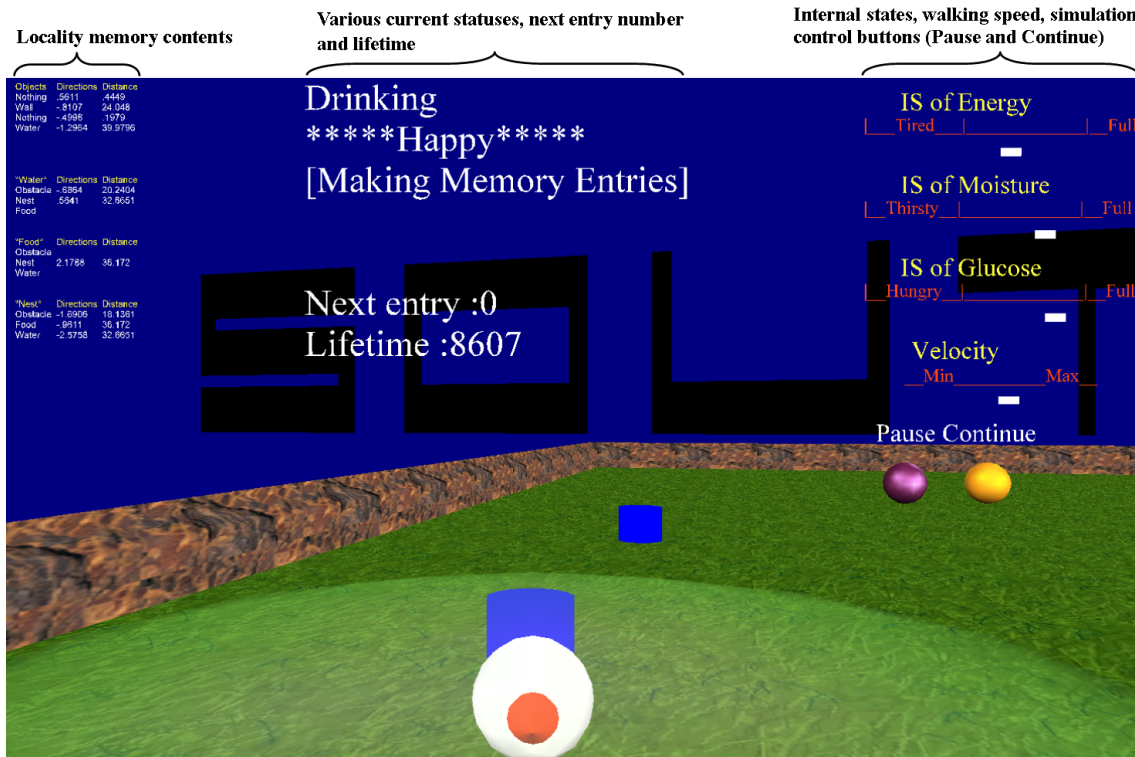 Locality memory contents
Various current statuses, next entry number
and lifetime
Internal states, walking speed, simulation
control buttons (Pause and Continue)
Objects Directions Distance
Nothing .5611 .4449
Wall -.8107 24.048
Nothing -.4996 .1979
Water -1.2964 39.9796
"Water" Directions Distance
Obstacle -.6864 20.2404
Nest .5641 32.6651
Food
"Food" Directions Distance
Obstacle
Nest 2.1788 36.172
Water
"Nest" Directions Distance
Obstacle -1.6906 18.1361
Food -.9611 36.172
Water -2.5758 32.6651
Drinking
*****Happy*****
[Making Memory Entries]
Next entry :0
Lifetime :8607
IS of Energy
|___Tired___|______________|__Full
IS of Moisture
|__Thirsty__|______________|__Full
IS of Glucose
|__Hungry__|______________|__Full
Velocity
__Min__________Max__
Pause Continue